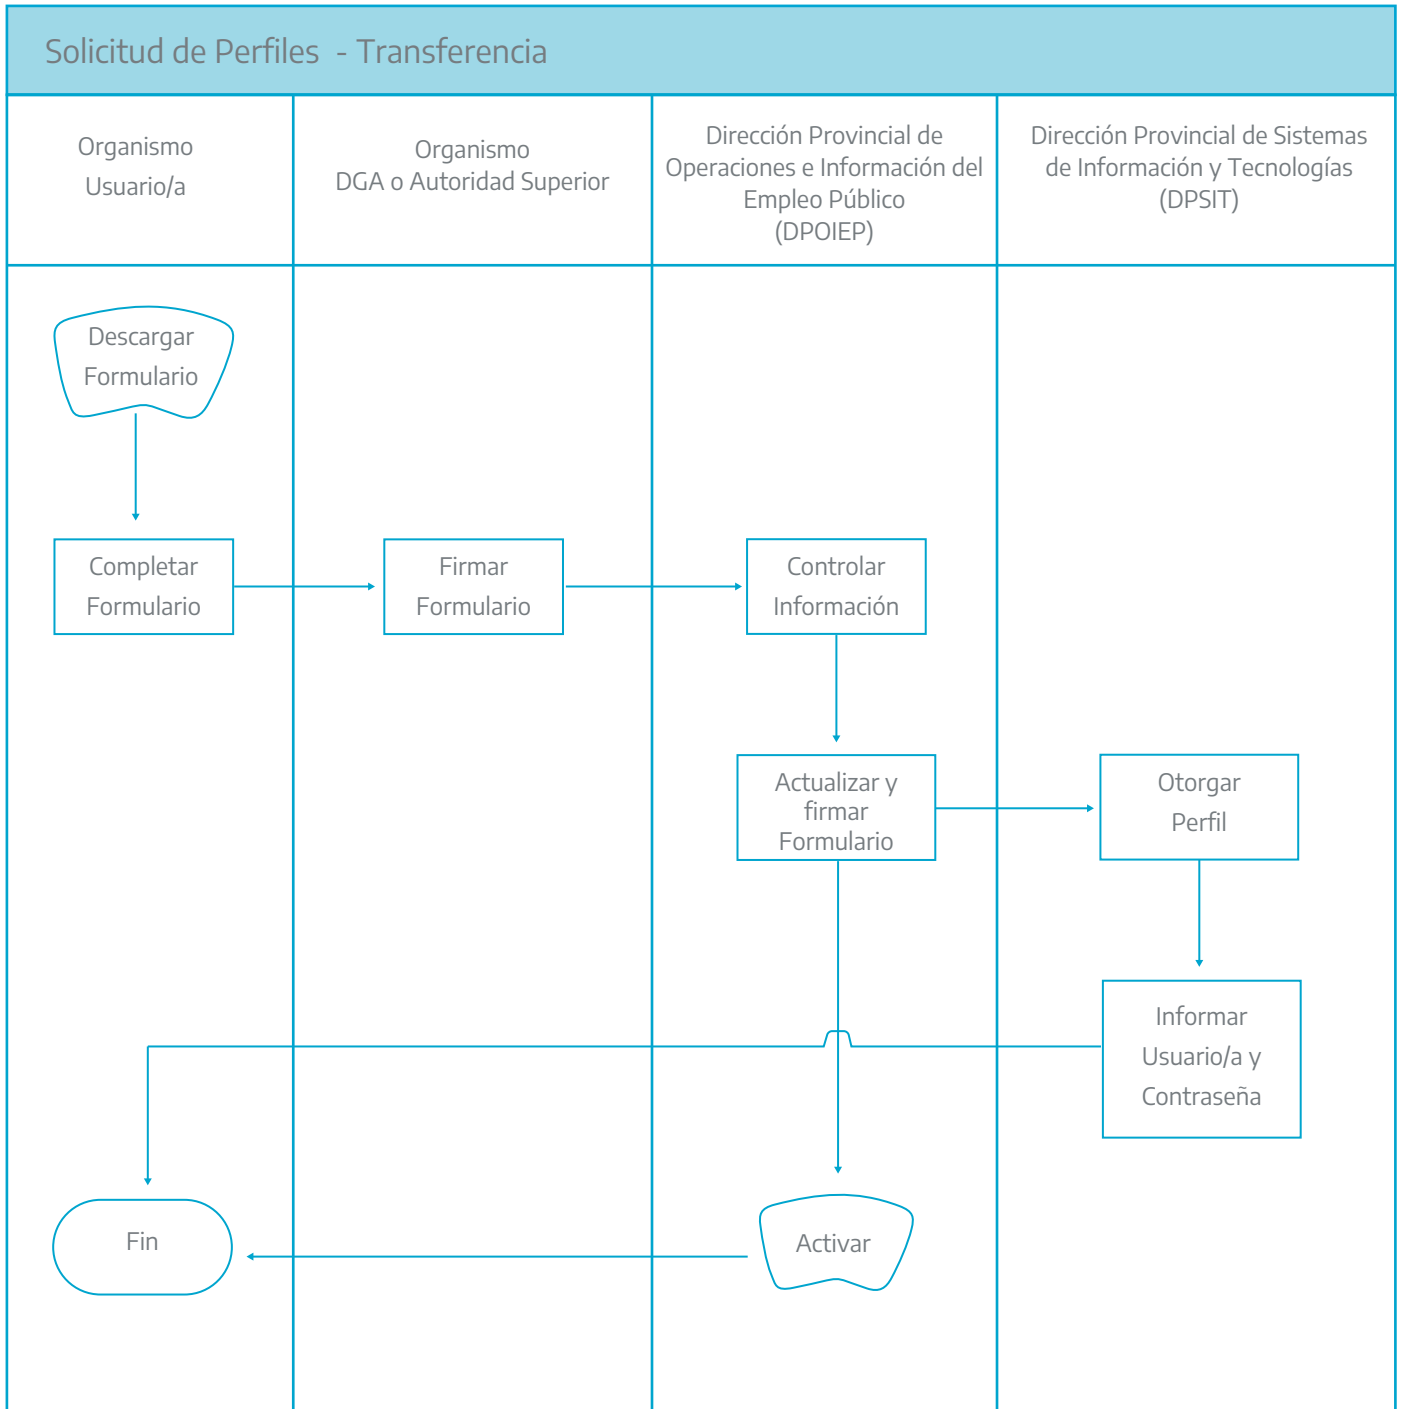 Solicitud de Perfiles - Transferencia
Organismo
Usuario/a
Organismo
DGA o Autoridad Superior
Dirección Provincial de
Operaciones e Información del
Empleo Público
(DPOIEP)
Dirección Provincial de Sistemas
de Información y Tecnologías
(DPSIT)
Descargar
Formulario
Completar
Formulario
Firmar
Formulario
Controlar
Información
Actualizar y
firmar
Formulario
Otorgar
Perfil
Informar
Usuario/a y
Contraseña
Fin
Activar